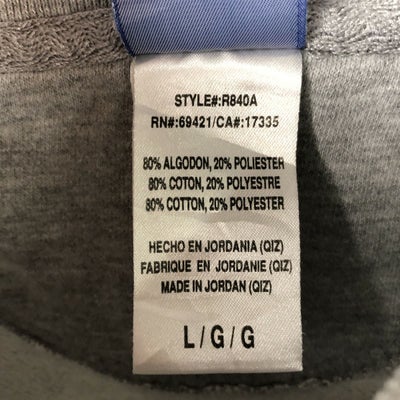 STYLE#:R840A
RN#:69421/CA#:17335
80% ALGODON, 20% POLIESTER
80% COTON, 20% POLYESTRE
80% COTTON, 20% POLYESTER
HECHO EN JORDANIA (QIZ)
FABRIQUE EN JORDANIE (QIZ)
MADE IN JORDAN (QIZ)
L/G/G